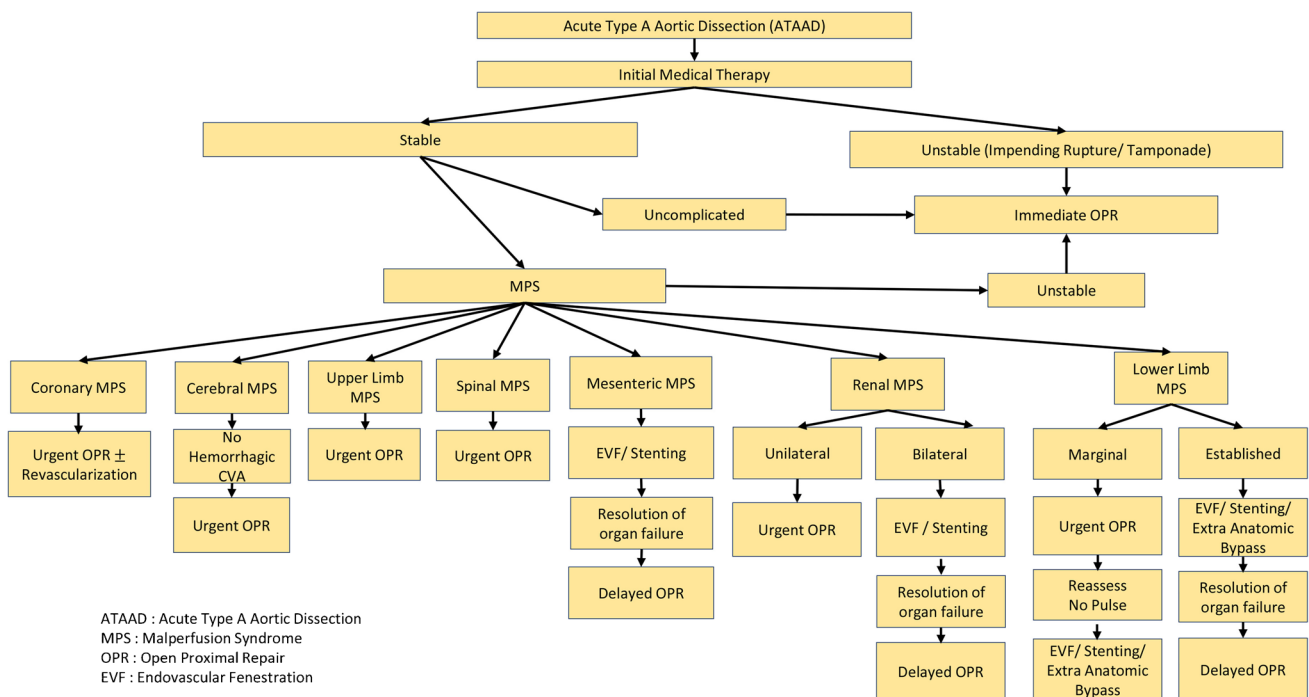 Acute Type A Aortic Dissection (ATAAD)
Initial Medical Therapy
Stable
Unstable (Impending Rupture/ Tamponade)
Uncomplicated
Immediate OPR
MPS
Unstable
Coronary MPS
Cerebral MPS
Upper Limb
MPS
Spinal MPS
Mesenteric MPS
Renal MPS
Lower Limb
MPS
Urgent OPR ±
Revascularization
No
Hemorrhagic
CVA
Urgent OPR
Urgent OPR
Urgent OPR
EVF/ Stenting
Resolution of
organ failure
Delayed OPR
Unilateral
Urgent OPR
Bilateral
EVF / Stenting
Resolution of
organ failure
Delayed OPR
Marginal
Urgent OPR
Reassess
No Pulse
EVF/ Stenting/
Extra Anatomic
Bypass
Established
EVF/ Stenting/
Extra Anatomic
Bypass
Resolution of
organ failure
Delayed OPR
ATAAD : Acute Type A Aortic Dissection
MPS : Malperfusion Syndrome
OPR : Open Proximal Repair
EVF : Endovascular Fenestration